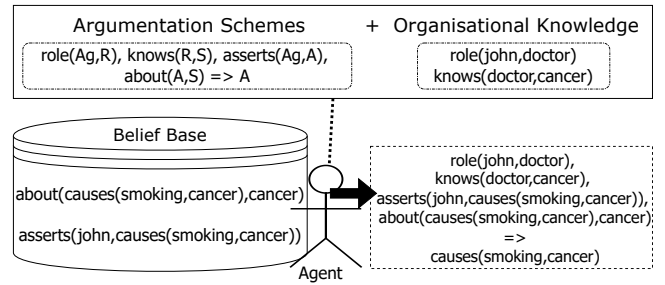 Argumentation Schemes + Organisational Knowledge
role(Ag,R), knows(R,S), asserts(Ag,A),
about(A,S) => A
role(john,doctor)
knows(doctor,cancer)
Belief Base
about(causes(smoking,cancer),cancer)
asserts(john,causes(smoking,cancer))
Agent
role(john,doctor),
knows(doctor,cancer),
asserts(john,causes(smoking,cancer)),
about(causes(smoking,cancer),cancer)
=>
causes(smoking,cancer)